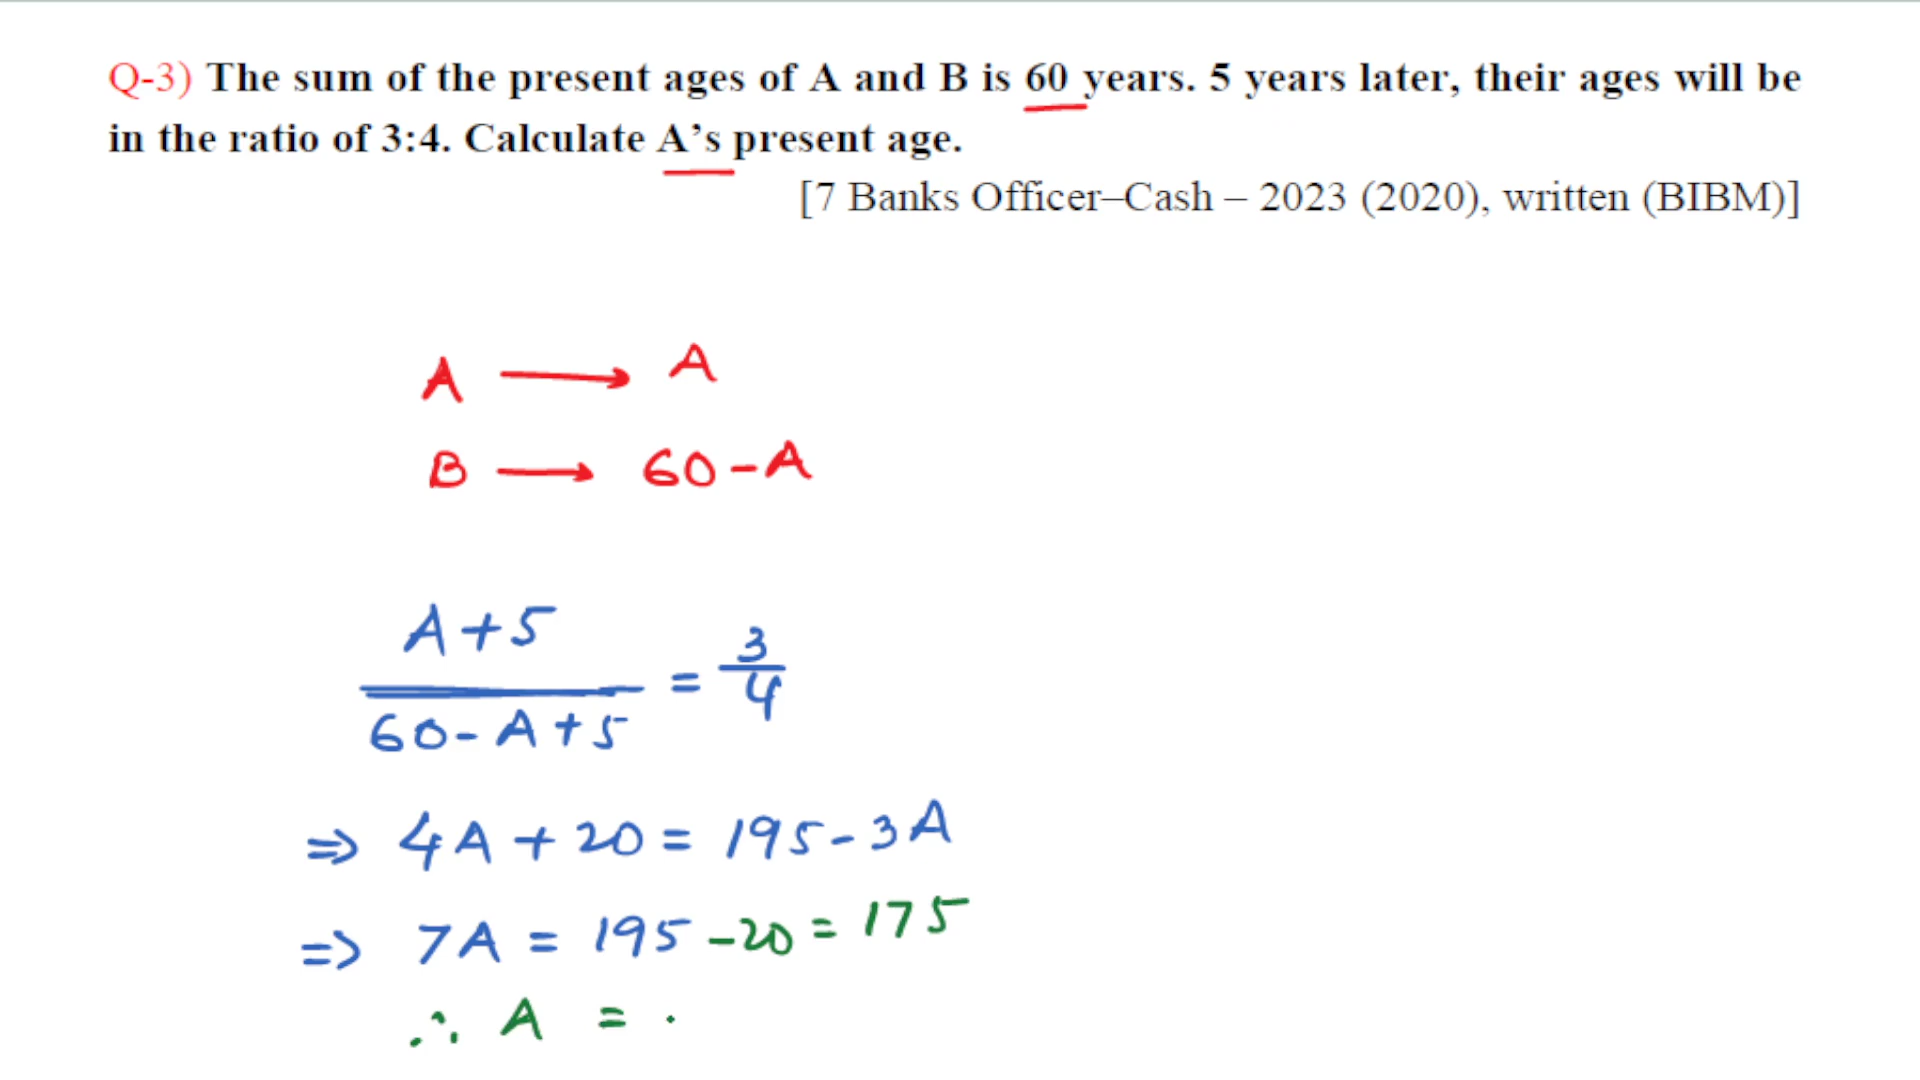 Q-3) The sum of the present ages of A and B is 60 years. 5 years later, their ages will be
in the ratio of 3:4. Calculate A’s present age.
[7 Banks Officer–Cash – 2023 (2020), written (BIBM)]
A → A
B → 60-A
A+5
60-A+5
= 3/4
⇒ 4A + 20 = 195-3A
⇒ 7A = 195 -20 = 175
∴ A = .